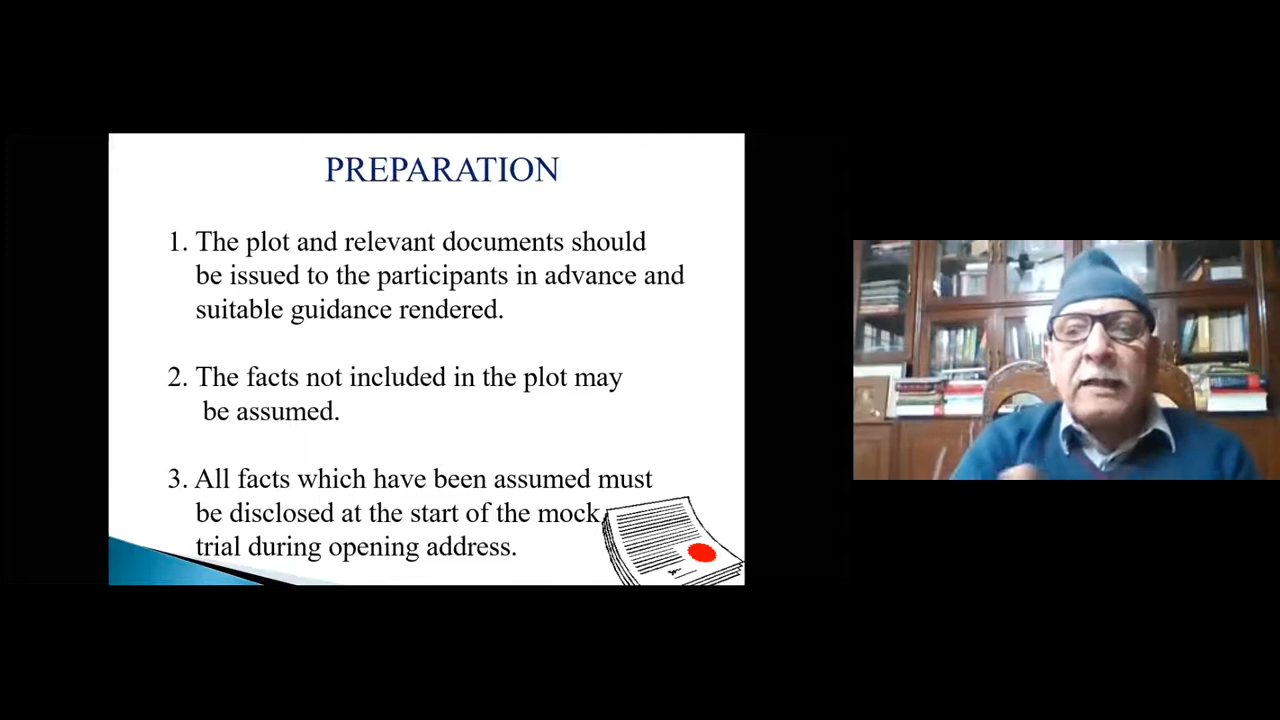 PREPARATION
1. The plot and relevant documents should
be issued to the participants in advance and
suitable guidance rendered.
2. The facts not included in the plot may
be assumed.
3. All facts which have been assumed must
be disclosed at the start of the mock
trial during opening address.